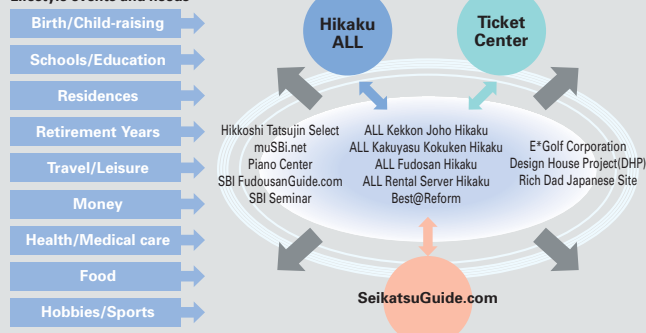 Lifestyle events and needs
Birth/Child-raising
Schools/Education
Residences
Retirement Years
Travel/Leisure
Money
Health/Medical care
Food
Hobbies/Sports
Hikaku
ALL
Ticket
Center
Hikkoshi Tatsujin Select
muSBi.net
Piano Center
SBI FudousanGuide.com
SBI Seminar
ALL Kekkon Joho Hikaku
ALL Kakuyasu Kokuken Hikaku
ALL Fudosan Hikaku
ALL Rental Server Hikaku
Best@Reform
E*Golf Corporation
Design House Project(DHP)
Rich Dad Japanese Site
SeikatsuGuide.com